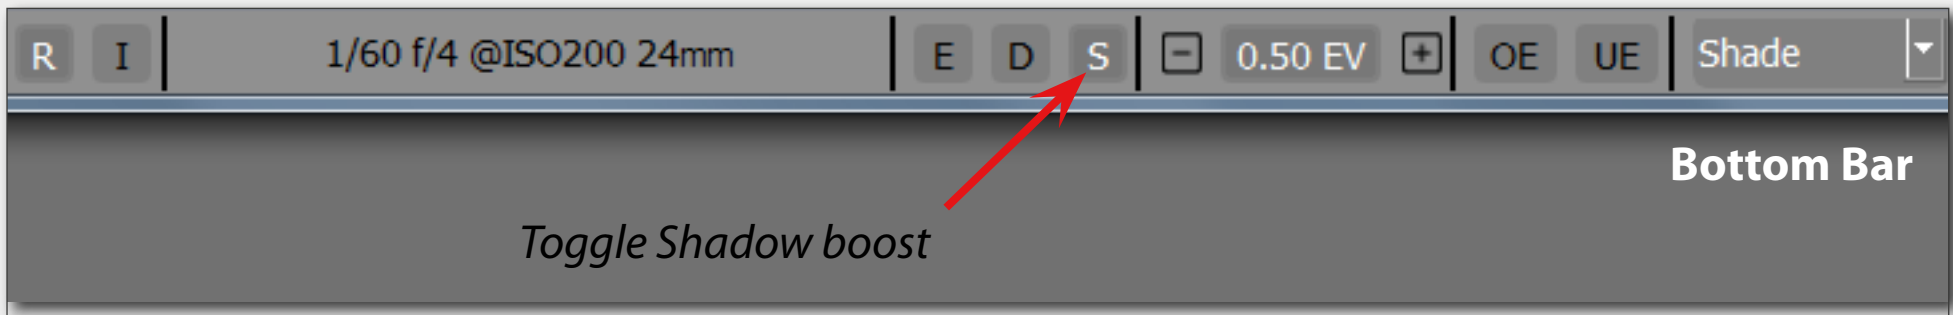 R I 1/60 f/4 @ISO200 24mm E D S - 0.50 EV + OE UE Shade
Bottom Bar
Toggle Shadow boost